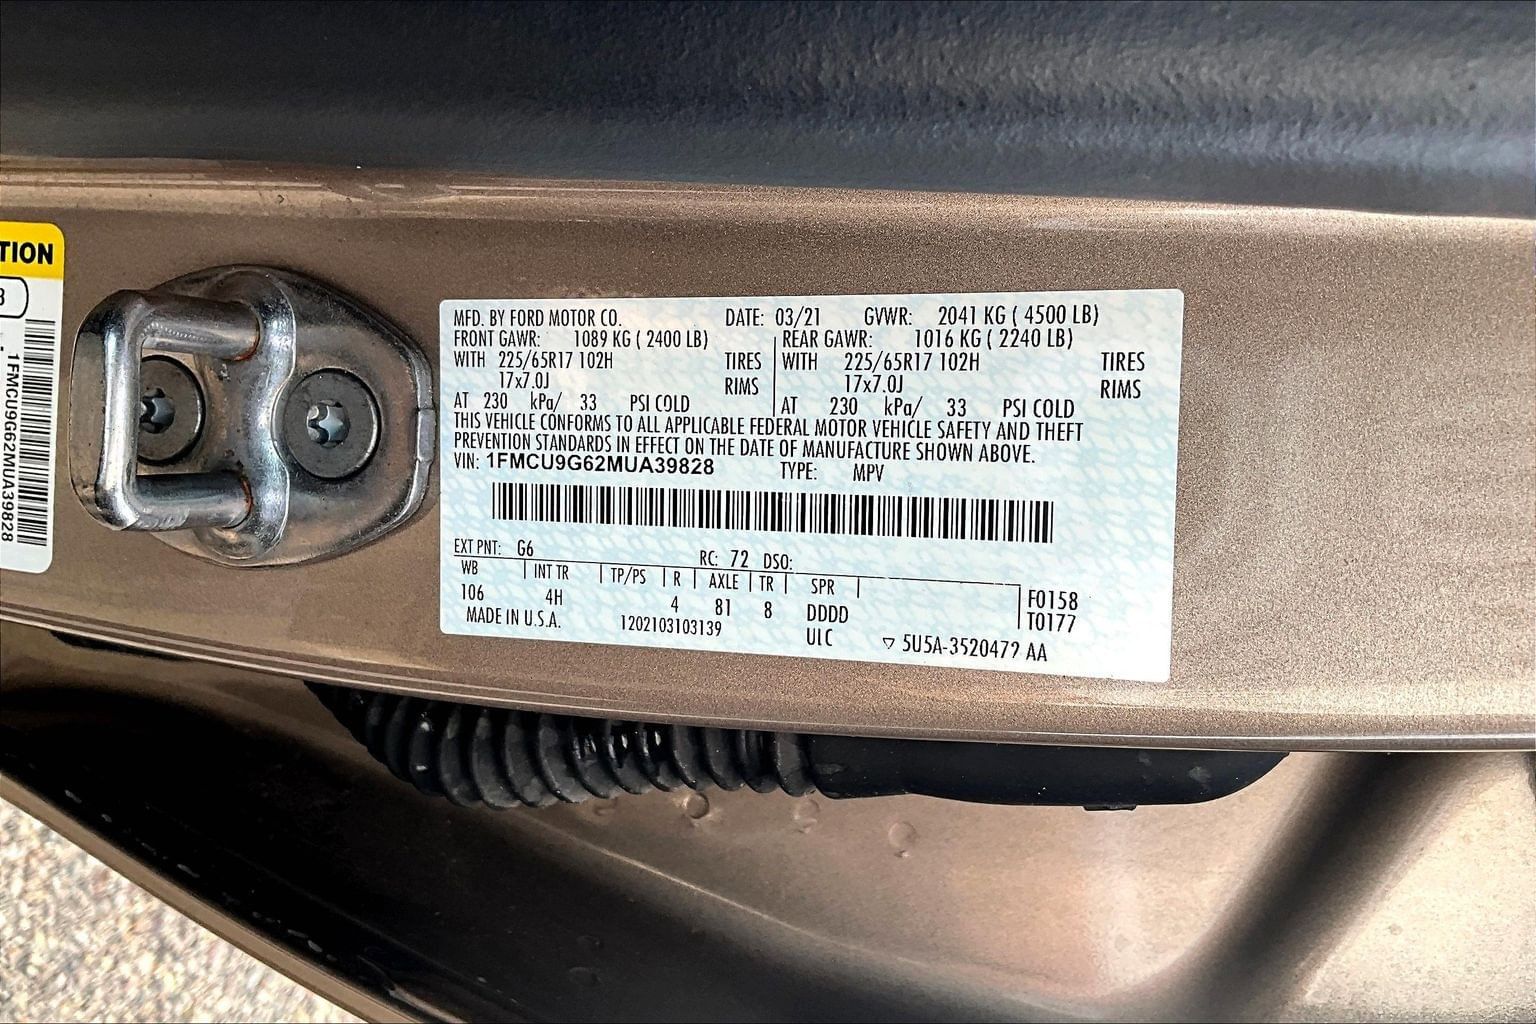 TION
1FMCU9G62MUA39828
MFD. BY FORD MOTOR CO. DATE: 03/21 GVWR: 2041 KG ( 4500 LB)
FRONT GAWR: 1089 KG ( 2400 LB) REAR GAWR: 1016 KG ( 2240 LB)
WITH 225/65R17 102H TIRES WITH 225/65R17 102H TIRES
17x7.0J RIMS 17x7.0J RIMS
AT 230 kPa/ 33 PSI COLD AT 230 kPa/ 33 PSI COLD
THIS VEHICLE CONFORMS TO ALL APPLICABLE FEDERAL MOTOR VEHICLE SAFETY AND THEFT
PREVENTION STANDARDS IN EFFECT ON THE DATE OF MANUFACTURE SHOWN ABOVE.
VIN: 1FMCU9G62MUA39828 TYPE: MPV
EXT PNT: G6 RC: 72 DSO:
WB INT TR TP/PS R AXLE TR SPR
106 4H 4 81 8 DDDD F0158
T0177
MADE IN U.S.A. 1202103103139 ULC ▽ 5U5A-3520472 AA